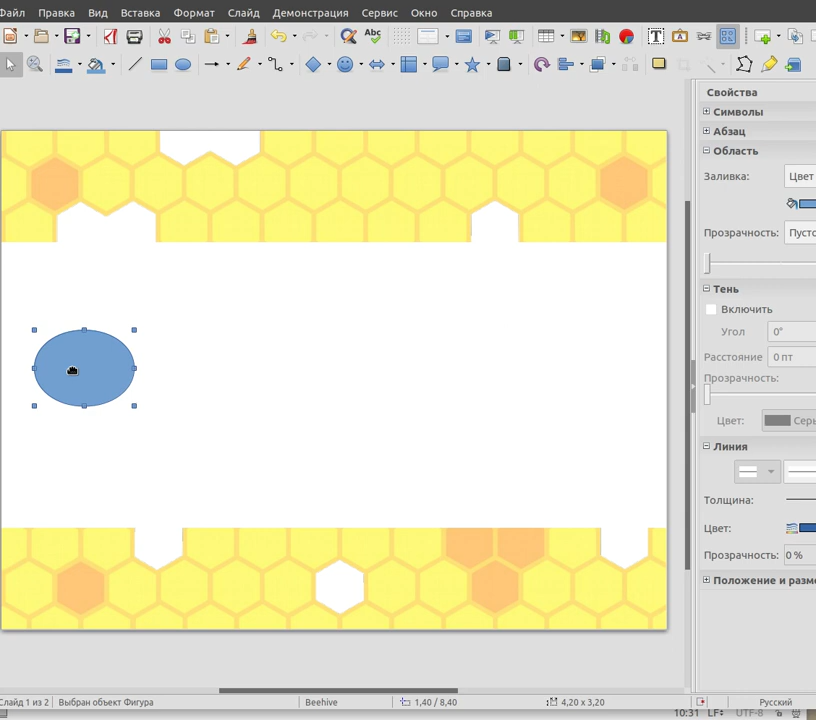 Файл Правка Вид Вставка Формат Слайд Демонстрация Сервис Окно Справка
Abc T A
Свойства
Символы
Абзац
Область
Заливка: Цвет
Прозрачность: Пусто
Тень
Включить
Угол 0°
Расстояние 0 пт
Прозрачность:
Цвет: Серы
Линия
Толщина:
Цвет:
Прозрачность: 0 %
Положение и разме
Слайд 1 из 2 Выбран объект Фигура Beehive 1,40 / 8,40 4,20 x 3,20 Русский
10:31 LF UTF-8